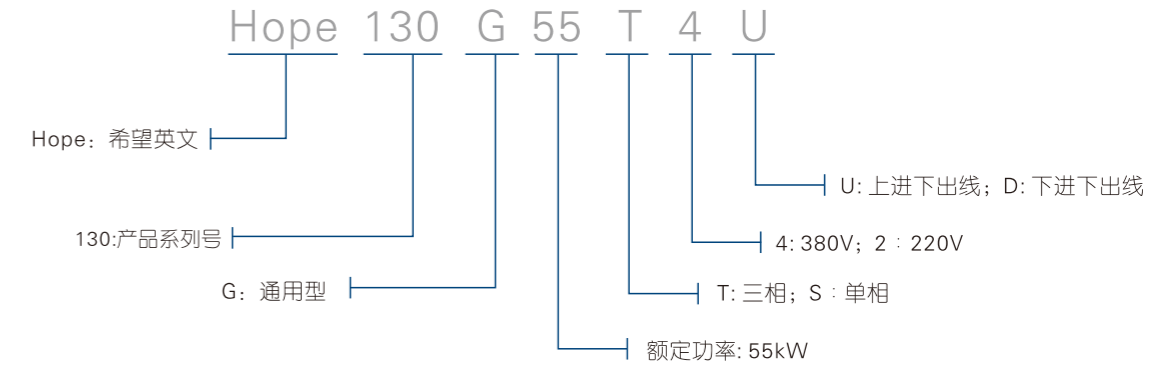 Hope 130 G 55 T 4 U
Hope：希望英文
U: 上进下出线；D: 下进下出线
130:产品系列号
4: 380V；2：220V
G：通用型
T: 三相；S：单相
额定功率: 55kW